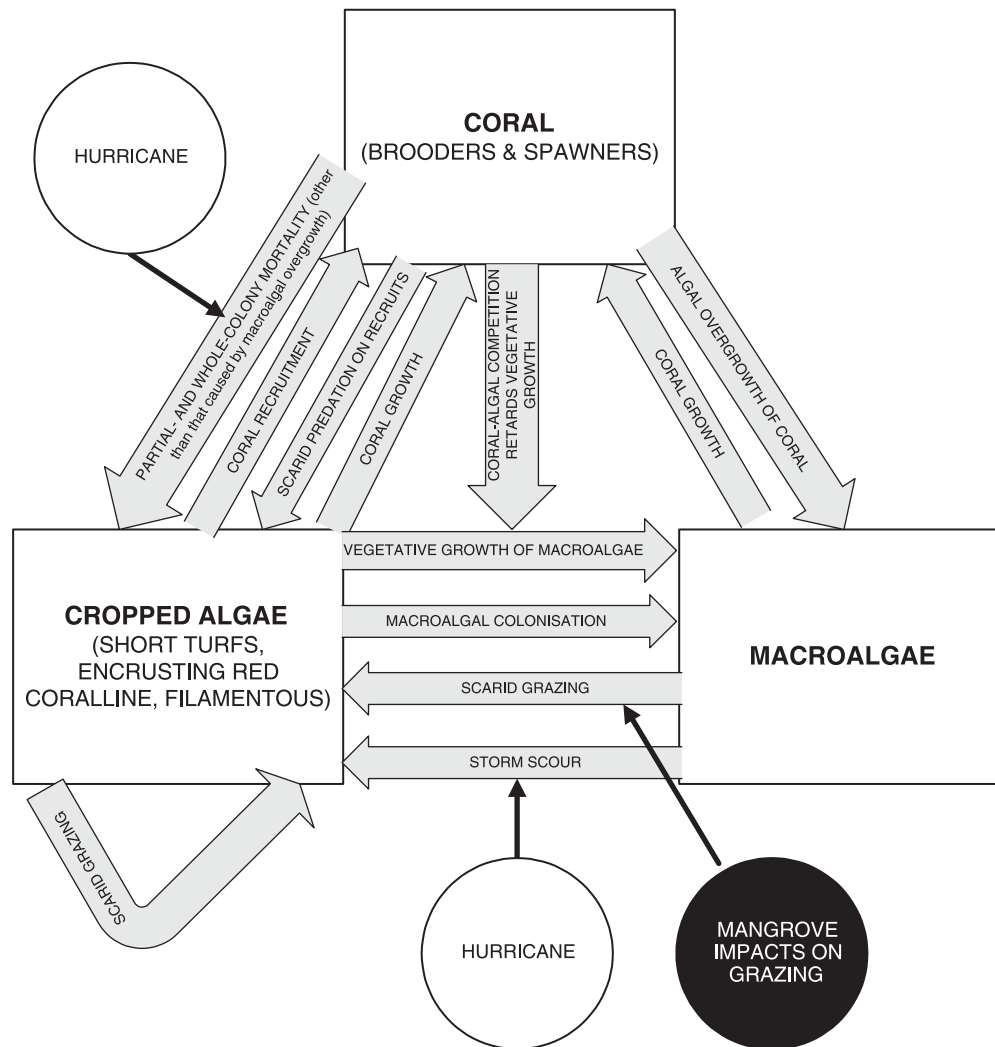 CORAL
(BROODERS & SPAWNERS)
HURRICANE
PARTIAL- AND WHOLE-COLONY MORTALITY (other
than that caused by macroalgal overgrowth)
CORAL RECRUITMENT
SCARID PREDATION ON RECRUITS
CORAL GROWTH
CORAL-ALGAL COMPETITION
RETARDS VEGETATIVE
GROWTH
CORAL GROWTH
ALGAL OVERGROWTH OF CORAL
CROPPED ALGAE
(SHORT TURFS,
ENCRUSTING RED
CORALLINE, FILAMENTOUS)
VEGETATIVE GROWTH OF MACROALGAE
MACROALGAL COLONISATION
SCARID GRAZING
STORM SCOUR
MACROALGAE
SCARID GRAZING
HURRICANE
MANGROVE
IMPACTS ON
GRAZING